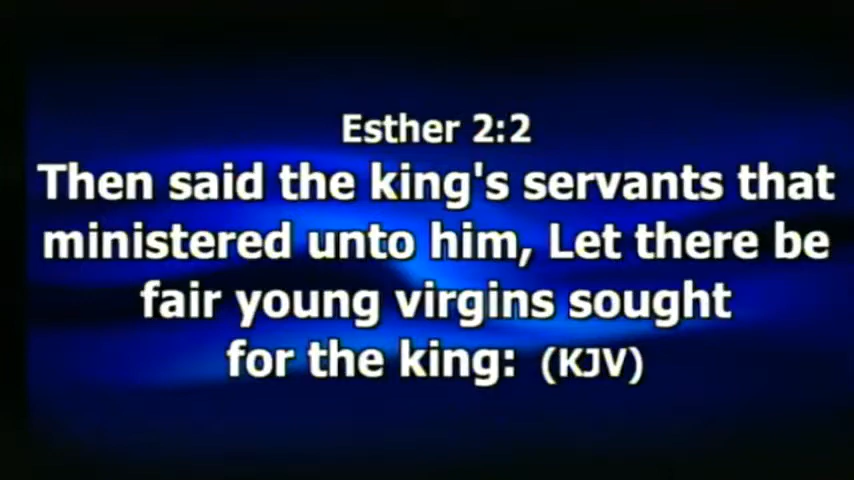 Esther 2:2
Then said the king's servants that
ministered unto him, Let there be
fair young virgins sought
for the king: (KJV)